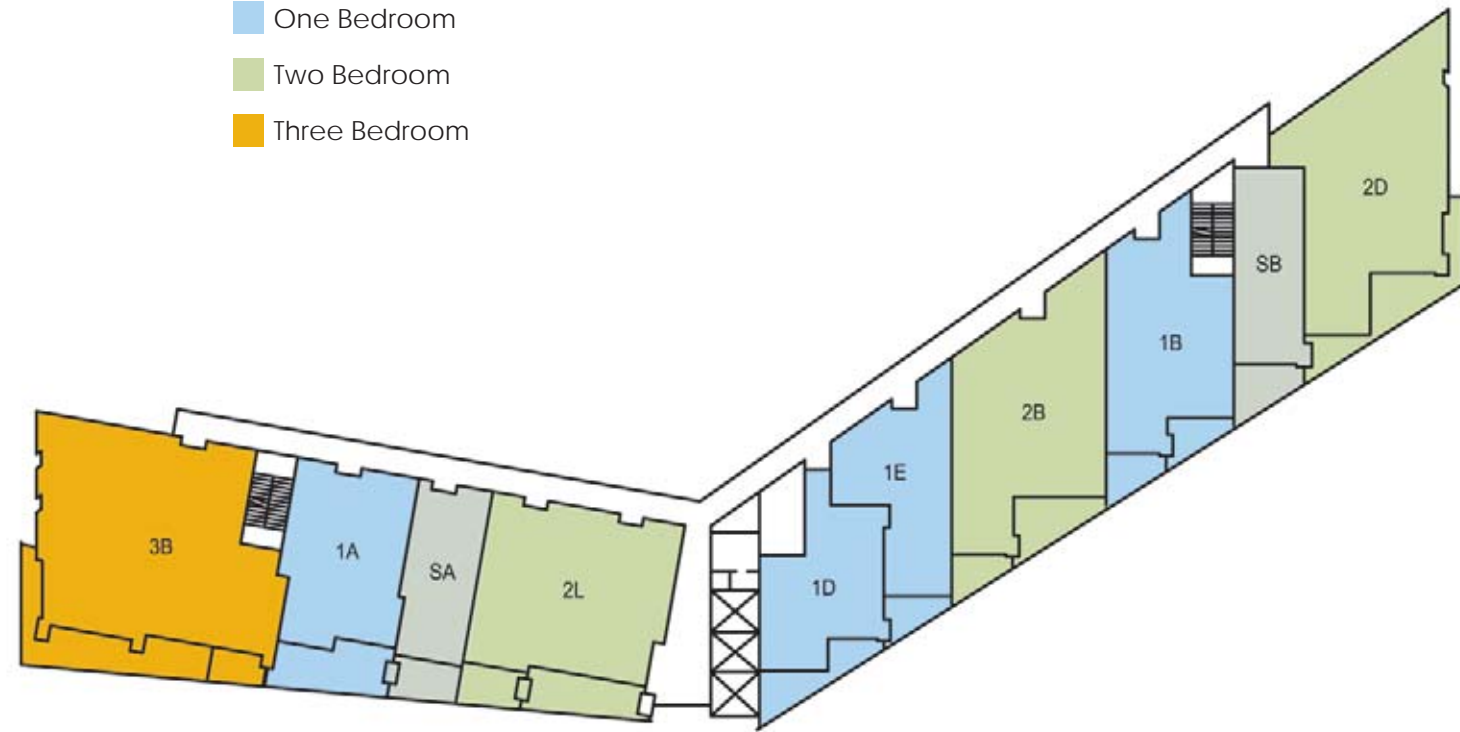 One Bedroom
Two Bedroom
Three Bedroom
2D
SB
1B
2B
1E
3B
1A
SA
2L
1D